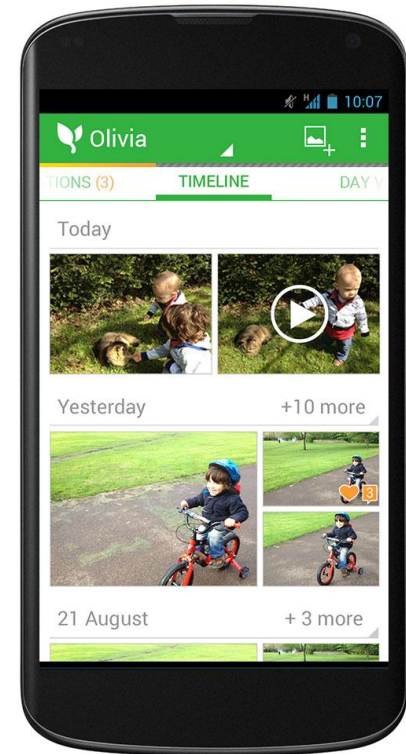 H 10:07
Olivia
TIONS (3) TIMELINE DAY V
Today
Yesterday +10 more
3
21 August + 3 more